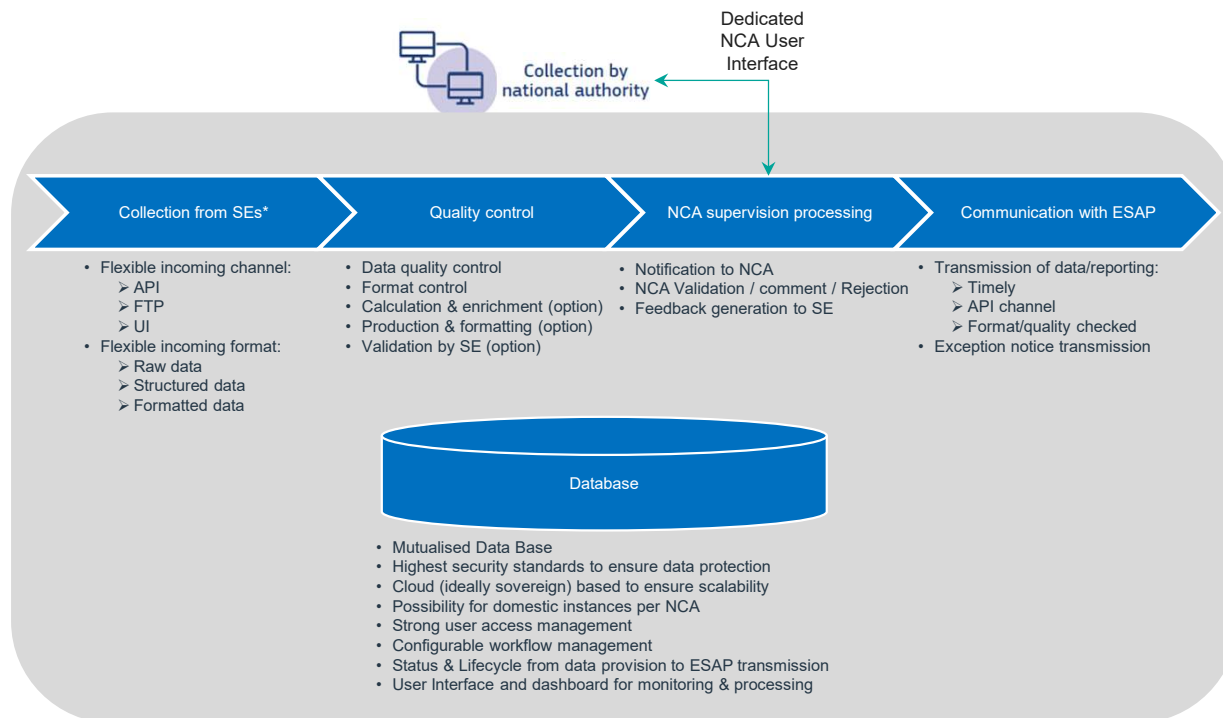 Dedicated
NCA User
Interface
Collection by
national authority
Collection from SEs*
Quality control
NCA supervision processing
Communication with ESAP
• Flexible incoming channel:
➢ API
➢ FTP
➢ UI
• Flexible incoming format:
➢ Raw data
➢ Structured data
➢ Formatted data
• Data quality control
• Format control
• Calculation & enrichment (option)
• Production & formatting (option)
• Validation by SE (option)
• Notification to NCA
• NCA Validation / comment / Rejection
• Feedback generation to SE
• Transmission of data/reporting:
➢ Timely
➢ API channel
➢ Format/quality checked
• Exception notice transmission
Database
• Mutualised Data Base
• Highest security standards to ensure data protection
• Cloud (ideally sovereign) based to ensure scalability
• Possibility for domestic instances per NCA
• Strong user access management
• Configurable workflow management
• Status & Lifecycle from data provision to ESAP transmission
• User Interface and dashboard for monitoring & processing